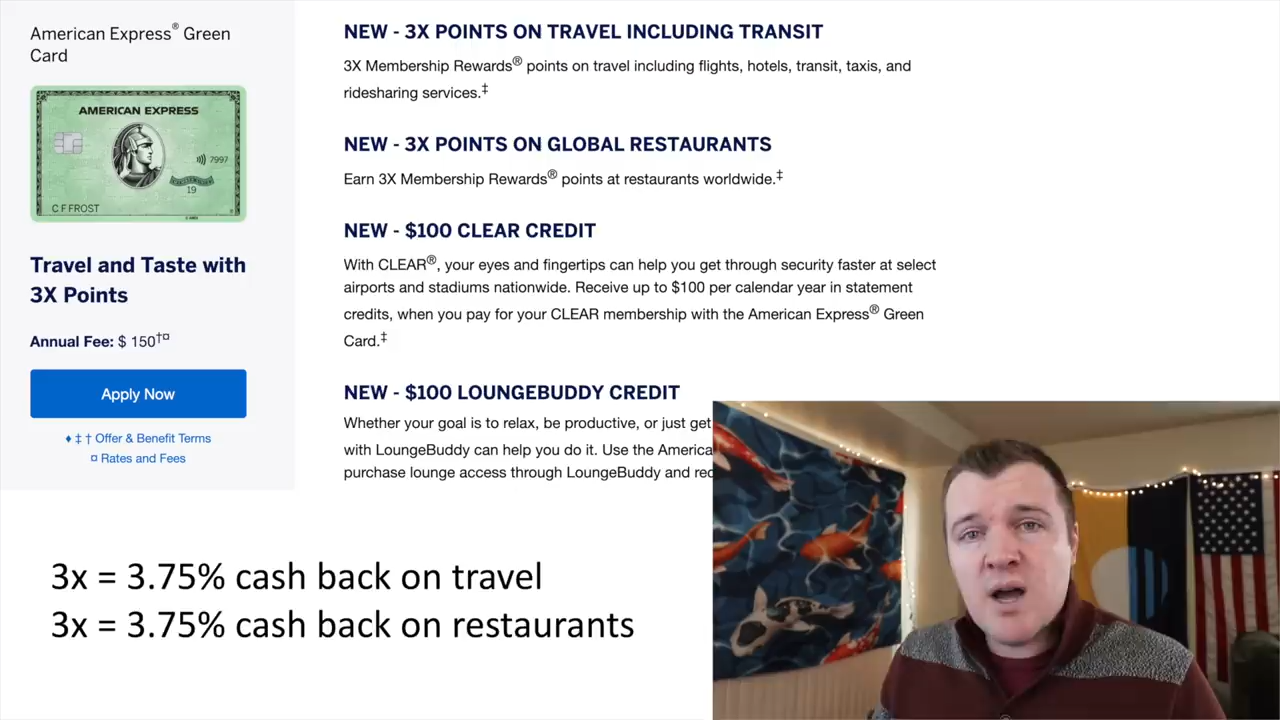 American Express® Green
Card
AMERICAN EXPRESS
7997
19
C F FROST
Travel and Taste with
3X Points
Annual Fee: $ 150†¤
Apply Now
♦ ‡ † Offer & Benefit Terms
¤ Rates and Fees
NEW - 3X POINTS ON TRAVEL INCLUDING TRANSIT
3X Membership Rewards® points on travel including flights, hotels, transit, taxis, and
ridesharing services.‡
NEW - 3X POINTS ON GLOBAL RESTAURANTS
Earn 3X Membership Rewards® points at restaurants worldwide.‡
NEW - $100 CLEAR CREDIT
With CLEAR®, your eyes and fingertips can help you get through security faster at select
airports and stadiums nationwide. Receive up to $100 per calendar year in statement
credits, when you pay for your CLEAR membership with the American Express® Green
Card.‡
NEW - $100 LOUNGEBUDDY CREDIT
Whether your goal is to relax, be productive, or just get
with LoungeBuddy can help you do it. Use the America
purchase lounge access through LoungeBuddy and rec
3x = 3.75% cash back on travel
3x = 3.75% cash back on restaurants